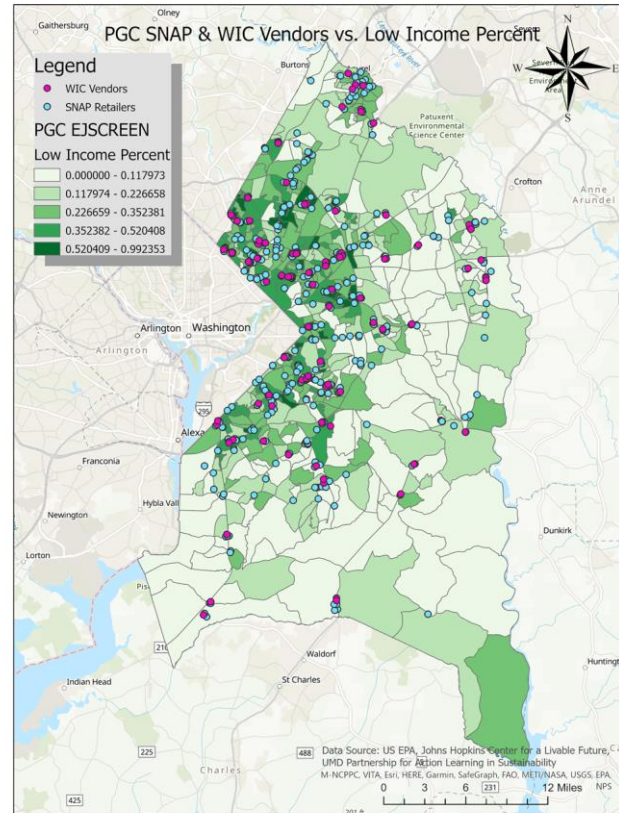 PGC SNAP & WIC Vendors vs. Low Income Percent
N
W
E
S
Legend
WIC Vendors
SNAP Retailers
PGC EJSCREEN
Low Income Percent
0.000000 - 0.117973
0.117974 - 0.226658
0.226659 - 0.352381
0.352382 - 0.520408
0.520409 - 0.992353
Olney
Gaithersburg
Severn
Patuxent
Environmental
Science Center
Crofton
Anne
Arundel
Arlington
Washington
Arlington
295
Franconia
Hybla Vall
Newington
Lorton
Dunkirk
210
Waldorf
Indian Head
St Charles
Huntingt
225
488
Charles
425
231
Data Source: US EPA, Johns Hopkins Center for a Livable Future,
UMD Partnership for Action Learning in Sustainability
M-NCPPC, VITA, Esri, HERE, Garmin, SafeGraph, FAO, METI/NASA, USGS, EPA,
NPS
0 3 6 12 Miles